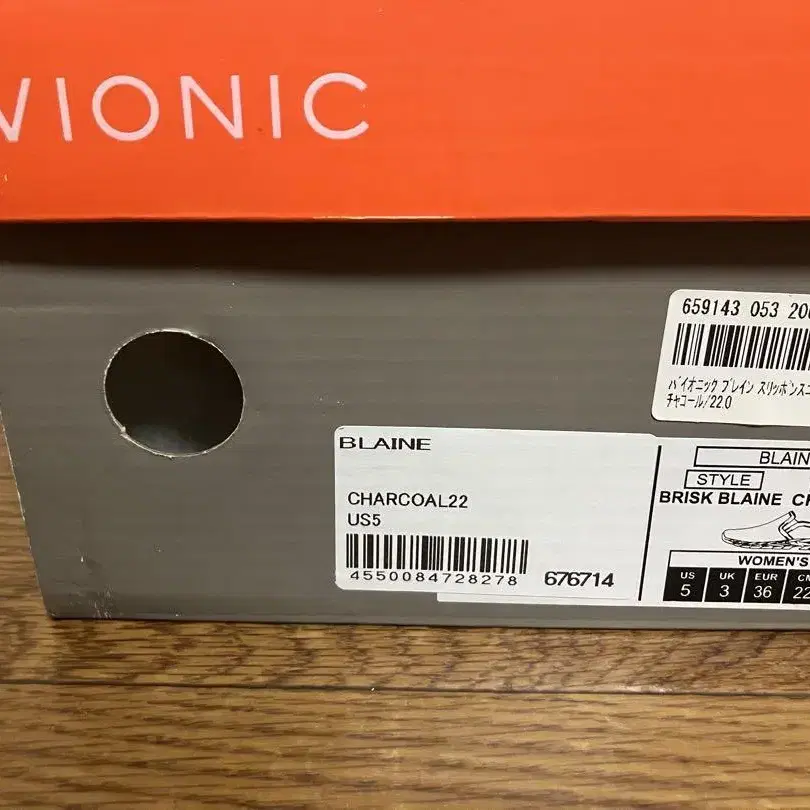 VIONIC
659143 053 20
バイオニック ブレイン スリッポンスニ
チャコール/22.0
BLAINE
CHARCOAL22
US5
4550084728278 676714
BLAIN
STYLE
BRISK BLAINE CH
WOMEN'S
US UK EUR CM
5 3 36 22